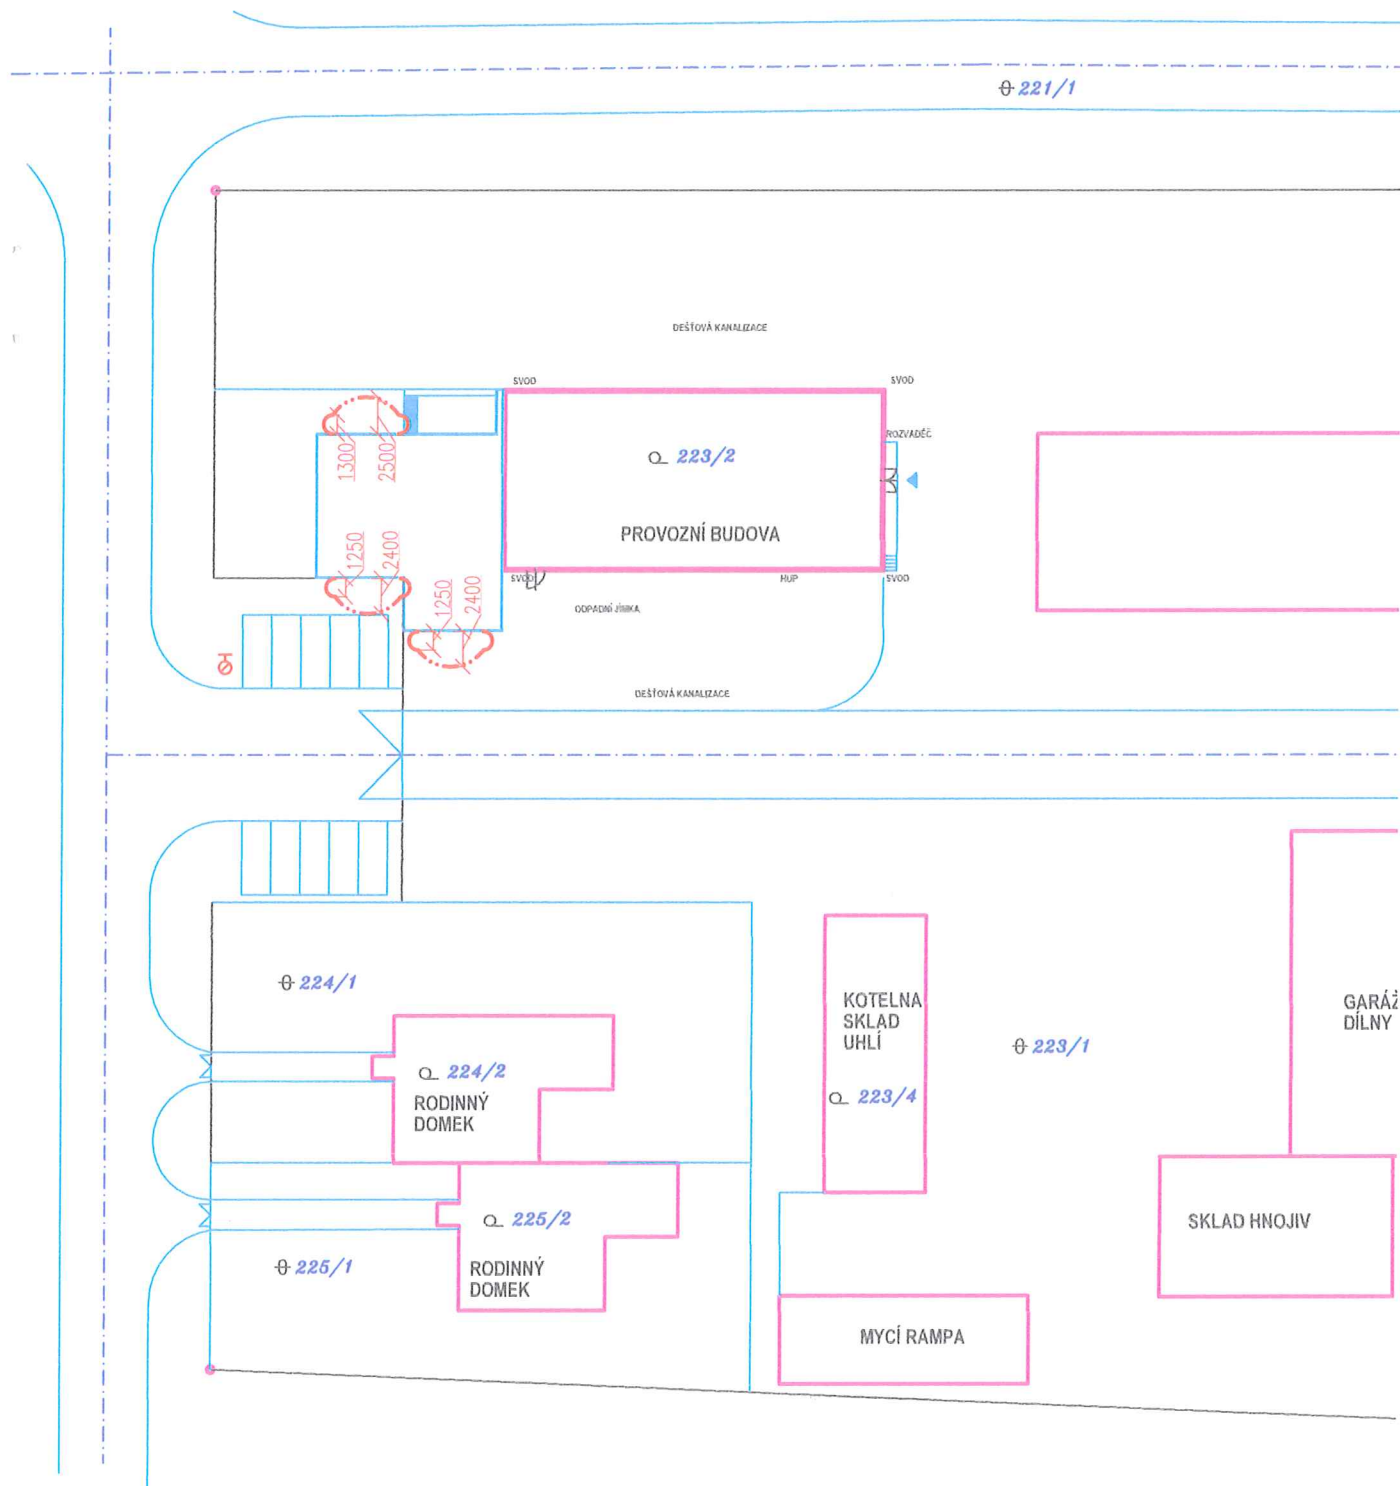 221/1
DEŠŤOVÁ KANALIZACE
SVOD
SVOD
ROZVADĚČ
1300
2500
223/2
PROVOZNÍ BUDOVA
1250
2400
1250
2400
SVOD
HUP
SVOD
ODPADNÍ JÍMKA
DEŠŤOVÁ KANALIZACE
224/1
KOTELNA
SKLAD
UHLÍ
GARÁŽ
DÍLNY
223/1
224/2
RODINNÝ
DOMEK
223/4
225/2
SKLAD HNOJIV
225/1
RODINNÝ
DOMEK
MYCÍ RAMPA